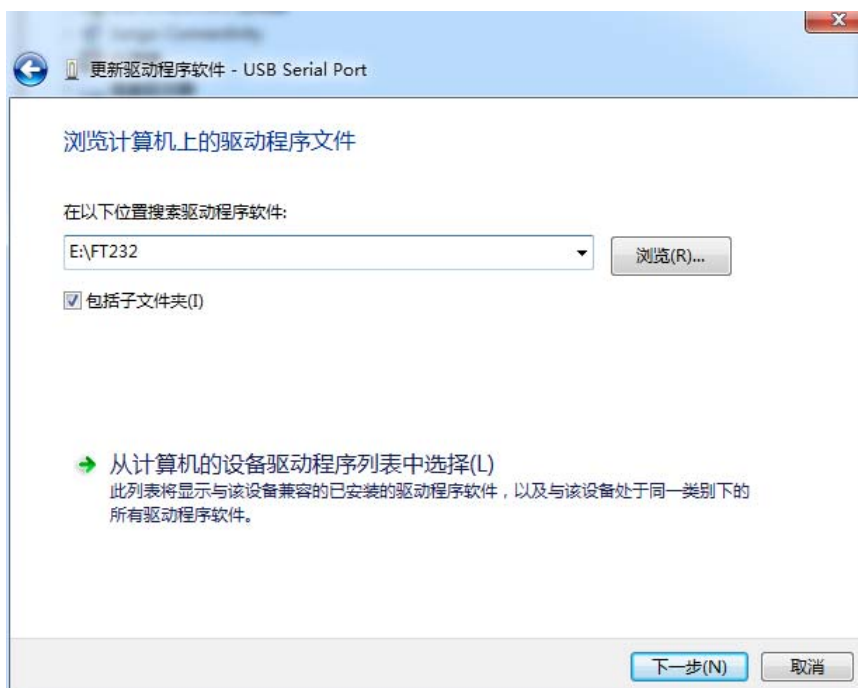 更新驱动程序软件 - USB Serial Port
浏览计算机上的驱动程序文件
在以下位置搜索驱动程序软件:
E:\FT232
浏览(R)...
包括子文件夹(I)
从计算机的设备驱动程序列表中选择(L)
此列表将显示与该设备兼容的已安装的驱动程序软件，以及与该设备处于同一类别下的
所有驱动程序软件。
下一步(N)
取消